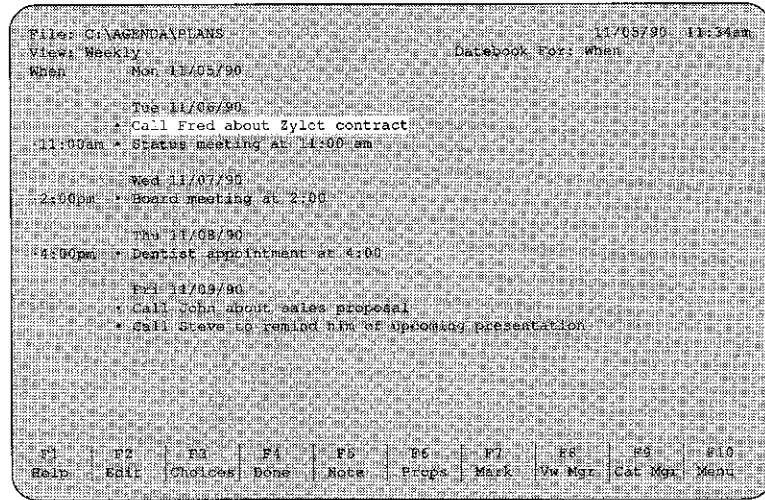 File: C:\AGENDA\PLANS 11/05/90 11:34am
View: Weekly Datebook For: When
When Mon 11/05/90
Tue 11/06/90
• Call Fred about Zylct contract
·11:00am • Status meeting at 11:00 am
Wed 11/07/90
·2:00pm • Board meeting at 2:00
Thu 11/08/90
·4:00pm • Dentist appointment at 4:00
Fri 11/09/90
• Call John about sales proposal
• Call Steve to remind him of upcoming presentation
F1 F2 F3 F4 F5 F6 F7 F8 F9 F10
Help Edit Choices Done Note Props Mark Vw Mgr Cat Mgr Menu